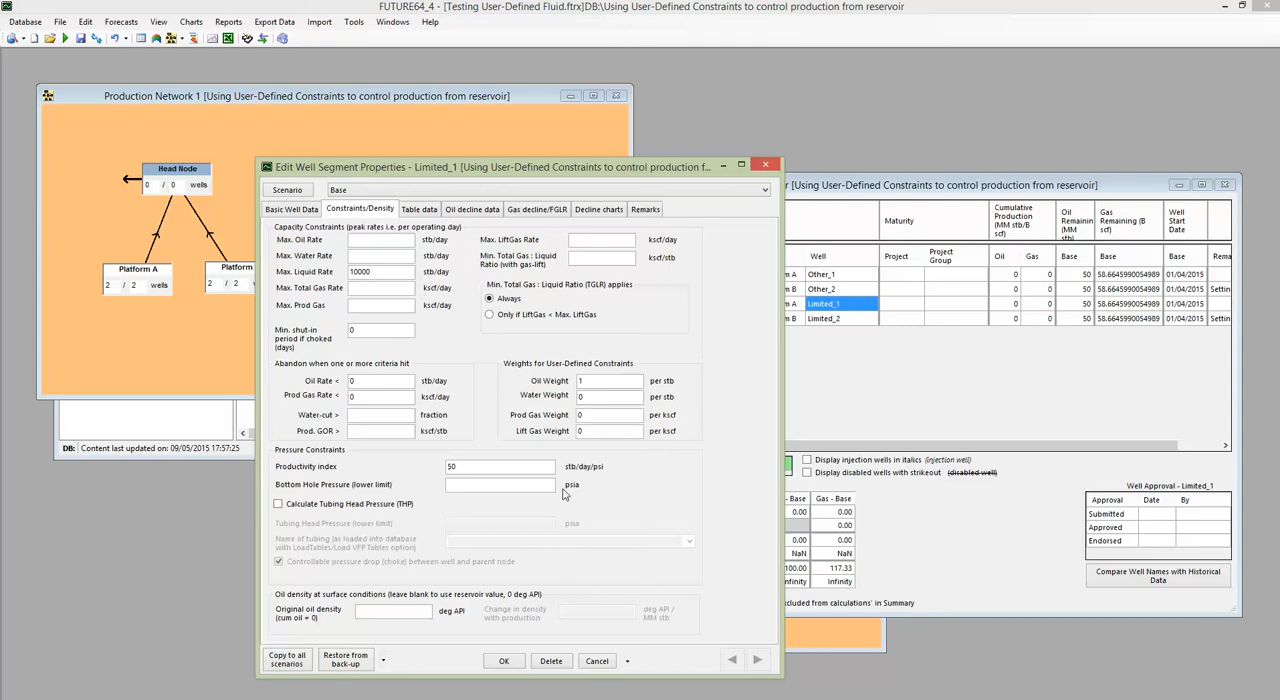 FUTURE64_4 - [Testing User-Defined Fluid.ftrx]DB:\Using User-Defined Constraints to control production from reservoir
Database File Edit Forecasts View Charts Reports Export Data Import Tools Windows Help
Production Network 1 [Using User-Defined Constraints to control production from reservoir]
Head Node
0 / 0 wells
Platform A
2 / 2 wells
Platform
2 / 2
DB: Content last updated on: 09/05/2015 17:57:25
Edit Well Segment Properties - Limited_1 [Using User-Defined Constraints to control production f...
Scenario Base
Basic Well Data Constraints/Density Table data Oil decline data Gas decline/FGLR Decline charts Remarks
Capacity Constraints (peak rates i.e. per operating day)
Max. Oil Rate stb/day
Max. Water Rate stb/day
Max. Liquid Rate 10000 stb/day
Max. Total Gas Rate kscf/day
Max. Prod Gas kscf/day
Min. shut-in period if choked (days) 0
Max. LiftGas Rate kscf/day
Min. Total Gas : Liquid Ratio (with gas-lift) kscf/stb
Min. Total Gas : Liquid Ratio (TGLR) applies
Always
Only if LiftGas < Max. LiftGas
Abandon when one or more criteria hit
Oil Rate < 0 stb/day
Prod Gas Rate < 0 kscf/day
Water-cut > fraction
Prod. GOR > kscf/stb
Weights for User-Defined Constraints
Oil Weight 1 per stb
Water Weight 0 per stb
Prod Gas Weight 0 per kscf
Lift Gas Weight 0 per kscf
Pressure Constraints
Productivity index 50 stb/day/psi
Bottom Hole Pressure (lower limit) psia
Calculate Tubing Head Pressure (THP)
Tubing Head Pressure (lower limit) psia
Name of tubing (as loaded into database with LoadTables/Load VFP Tables option)
Controllable pressure drop (choke) between well and parent node
Oil density at surface conditions (leave blank to use reservoir value, 0 deg API)
Original oil density (cum oil = 0) deg API
Change in density with production deg API / MM stb
Copy to all scenarios Restore from back-up OK Delete Cancel
r [Using User-Defined Constraints to control production from reservoir]
Maturity
Cumulative Production (MM stb/B scf)
Oil Remainin (MM stb)
Gas Remaining (B scf)
Well Start Date
Well Project Project Group Oil Gas Base Base Base Rema
m A Other_1 0 0 50 58.6645990054989 01/04/2015
m B Other_2 0 0 50 58.6645990054989 01/04/2015 Settin
m A Limited_1 0 0 50 58.6645990054989 01/04/2015
m B Limited_2 0 0 50 58.6645990054989 01/04/2015 Settin
Display injection wells in italics (injection well)
Display disabled wells with strikeout (disabled well)
- Base Gas - Base
0.00 0.00
0.00
0.00 0.00
NaN NaN
100.00 117.33
Infinity Infinity
xcluded from calculations' in Summary
Well Approval - Limited_1
Approval Date By
Submitted
Approved
Endorsed
Compare Well Names with Historical Data